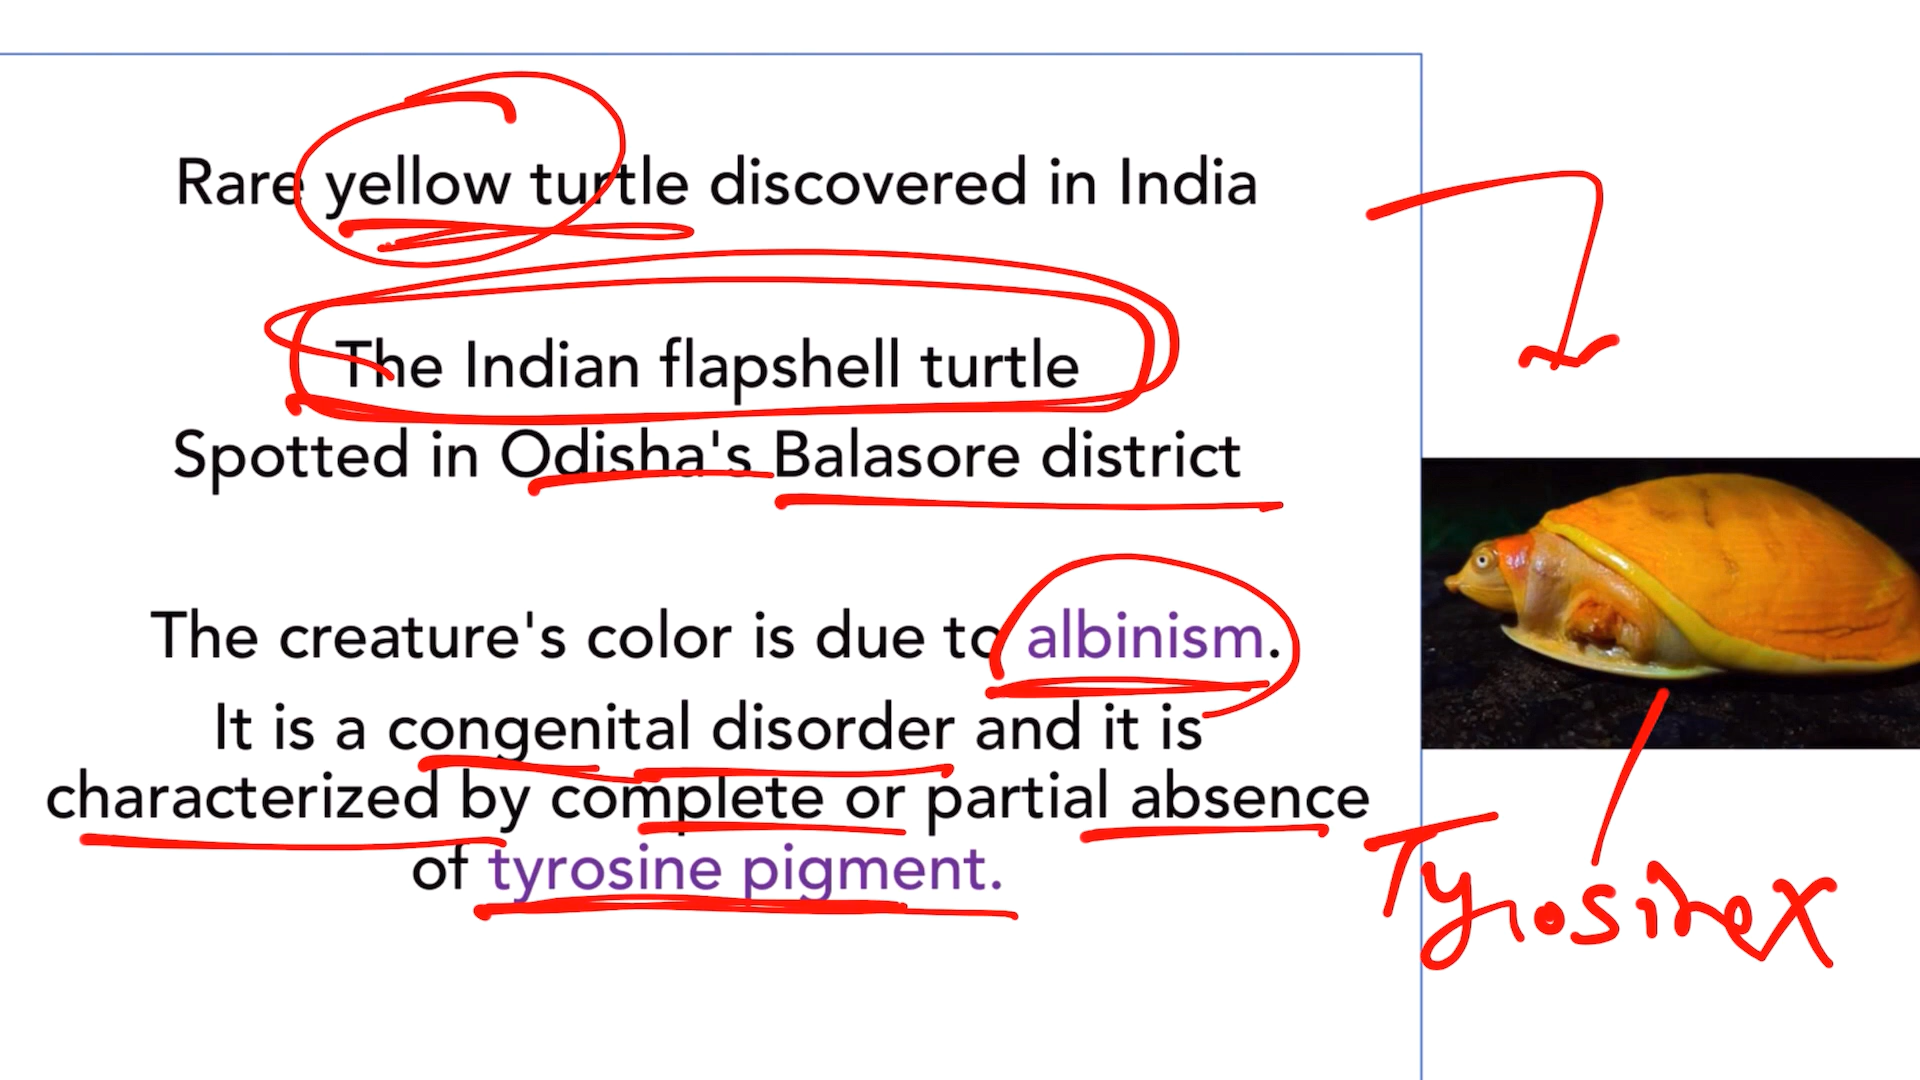 Rare yellow turtle discovered in India
The Indian flapshell turtle
Spotted in Odisha's Balasore district
The creature's color is due to albinism.
It is a congenital disorder and it is
characterized by complete or partial absence
of tyrosine pigment.
Tyrosine X